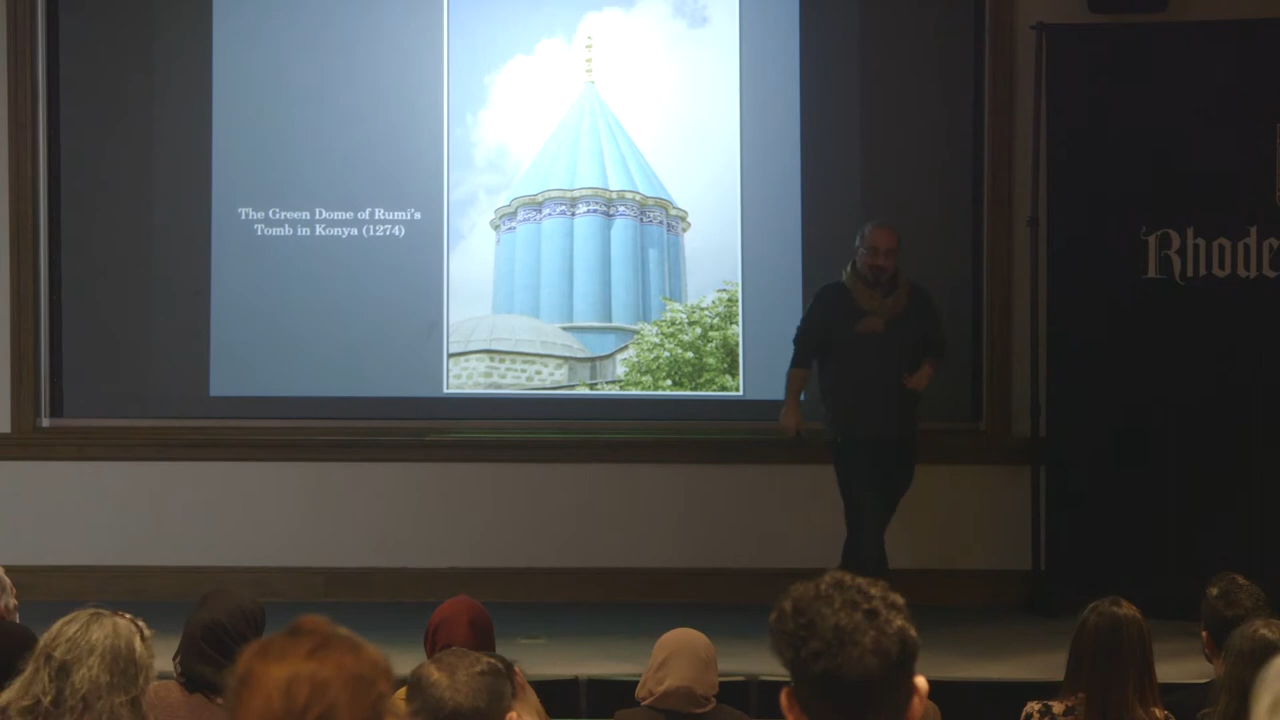 The Green Dome of Rumi's
Tomb in Konya (1274)
Rhode